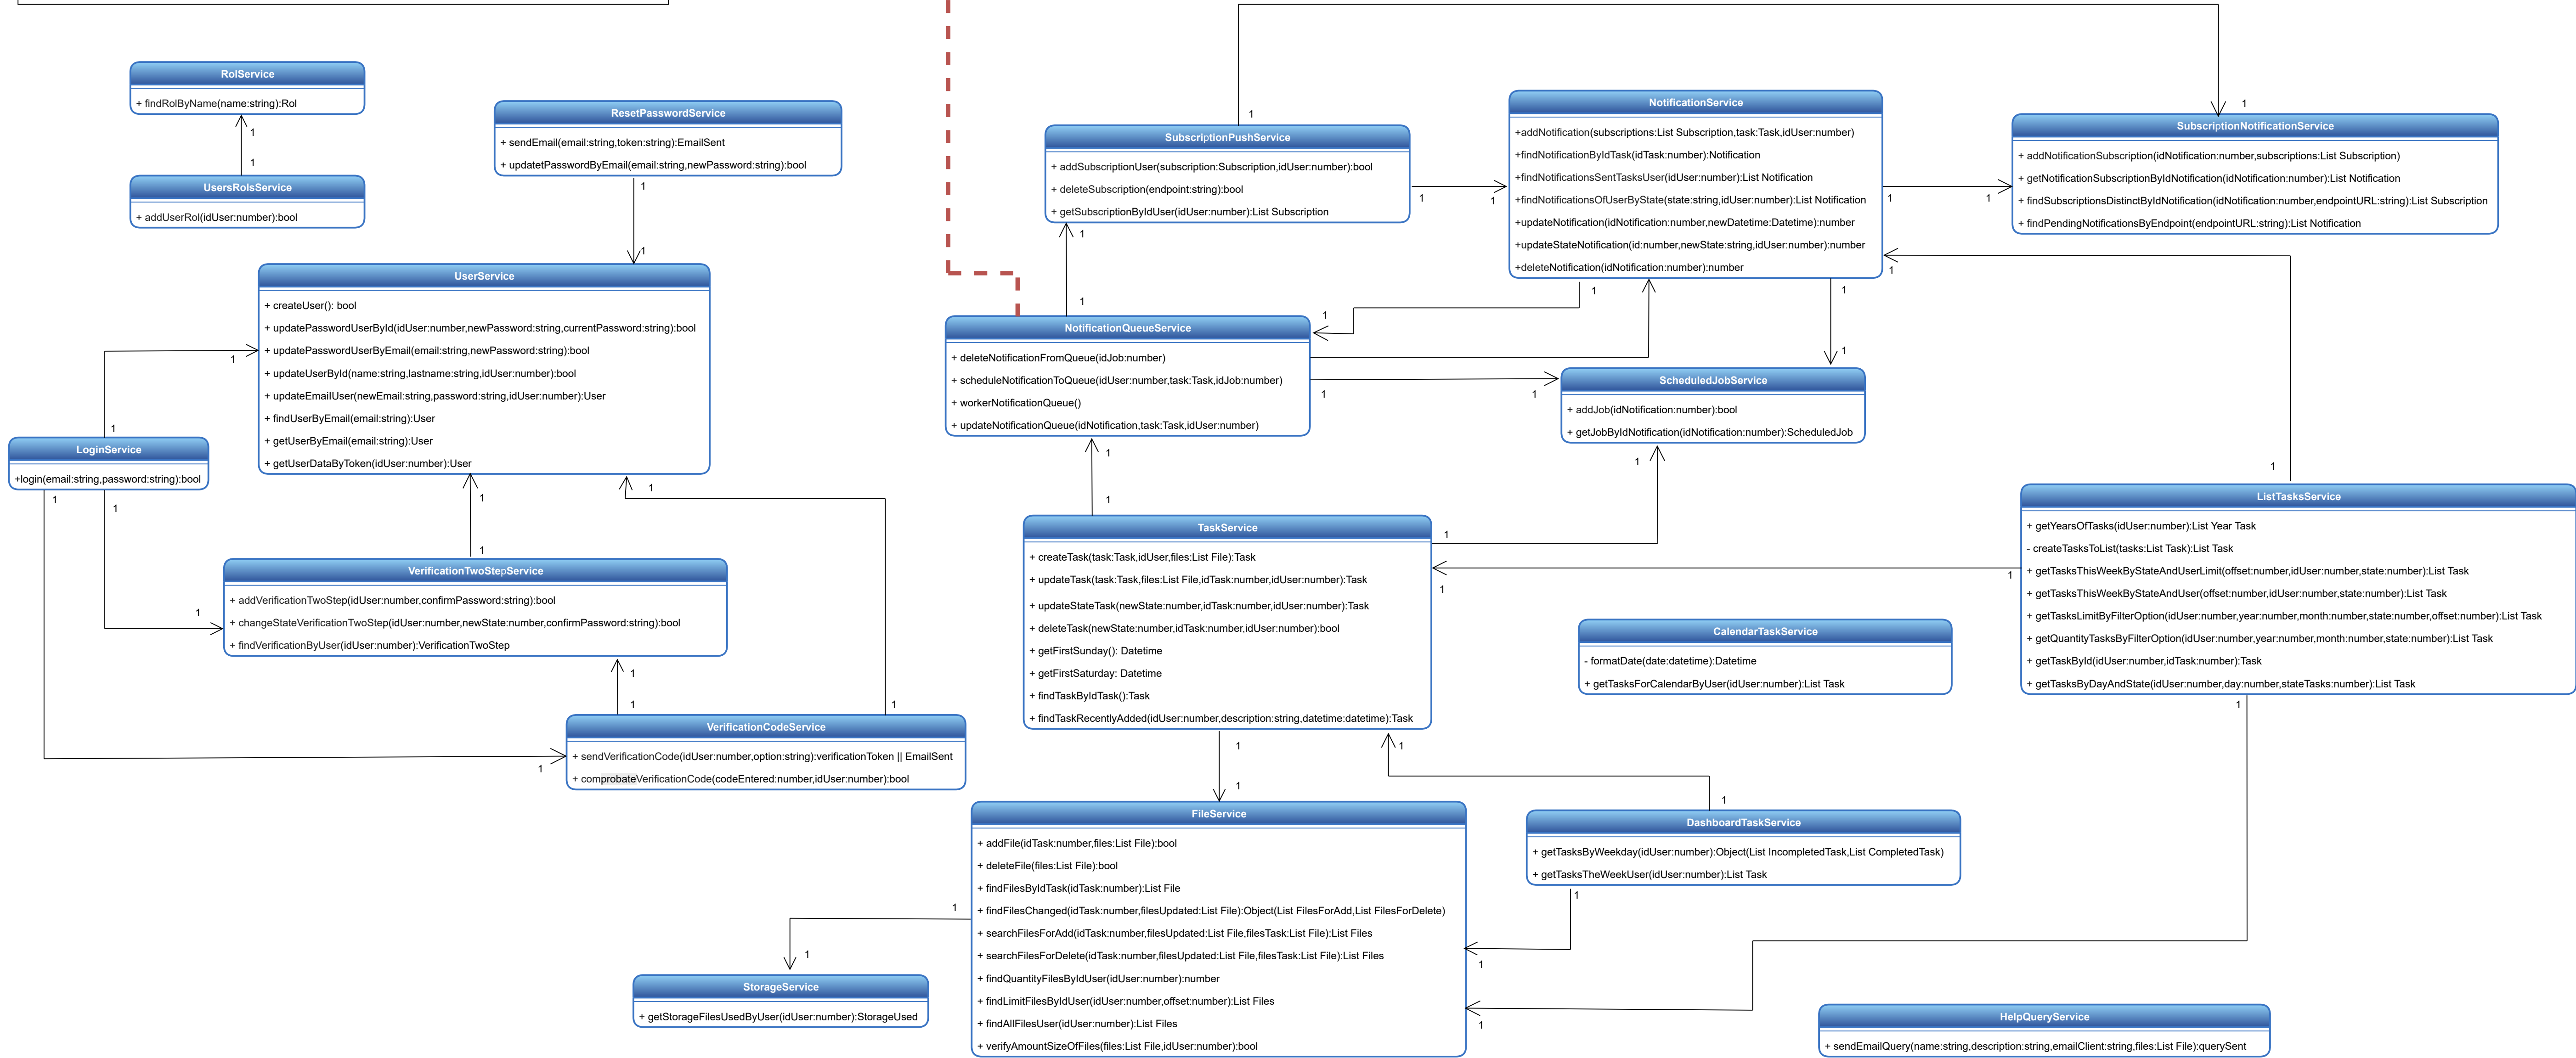 RolService
+ findRolByName(name:string):Rol
1
1
UsersRolsService
+ addUserRol(idUser:number):bool
ResetPasswordService
+ sendEmail(email:string,token:string):EmailSent
+ updatetPasswordByEmail(email:string,newPassword:string):bool
1
1
UserService
+ createUser(): bool
+ updatePasswordUserById(idUser:number,newPassword:string,currentPassword:string):bool
+ updatePasswordUserByEmail(email:string,newPassword:string):bool
+ updateUserById(name:string,lastname:string,idUser:number):bool
+ updateEmailUser(newEmail:string,password:string,idUser:number):User
+ findUserByEmail(email:string):User
+ getUserByEmail(email:string):User
+ getUserDataByToken(idUser:number):User
1
1
LoginService
+login(email:string,password:string):bool
1
1
1
1
1
1
VerificationTwoStepService
+ addVerificationTwoStep(idUser:number,confirmPassword:string):bool
+ changeStateVerificationTwoStep(idUser:number,newState:number,confirmPassword:string):bool
+ findVerificationByUser(idUser:number):VerificationTwoStep
1
1
1
1
VerificationCodeService
+ sendVerificationCode(idUser:number,option:string):verificationToken || EmailSent
+ comprobateVerificationCode(codeEntered:number,idUser:number):bool
1
1
SubscriptionPushService
+ addSubscriptionUser(subscription:Subscription,idUser:number):bool
+ deleteSubscription(endpoint:string):bool
+ getSubscriptionByIdUser(idUser:number):List Subscription
1
1
1
1
NotificationService
+addNotification(subscriptions:List Subscription,task:Task,idUser:number)
+findNotificationByIdTask(idTask:number):Notification
+findNotificationsSentTasksUser(idUser:number):List Notification
+findNotificationsOfUserByState(state:string,idUser:number):List Notification
+updateNotification(idNotification:number,newDatetime:Datetime):number
+updateStateNotification(id:number,newState:string,idUser:number):number
+deleteNotification(idNotification:number):number
1
1
1
1
SubscriptionNotificationService
+ addNotificationSubscription(idNotification:number,subscriptions:List Subscription)
+ getNotificationSubscriptionByIdNotification(idNotification:number):List Notification
+ findSubscriptionsDistinctByIdNotification(idNotification:number,endpointURL:string):List Subscription
+ findPendingNotificationsByEndpoint(endpointURL:string):List Notification
1
1
1
1
1
NotificationQueueService
+ deleteNotificationFromQueue(idJob:number)
+ scheduleNotificationToQueue(idUser:number,task:Task,idJob:number)
+ workerNotificationQueue()
+ updateNotificationQueue(idNotification,task:Task,idUser:number)
1
1
1
ScheduledJobService
+ addJob(idNotification:number):bool
+ getJobByIdNotification(idNotification:number):ScheduledJob
1
1
1
1
1
TaskService
+ createTask(task:Task,idUser,files:List File):Task
+ updateTask(task:Task,files:List File,idTask:number,idUser:number):Task
+ updateStateTask(newState:number,idTask:number,idUser:number):Task
+ deleteTask(newState:number,idTask:number,idUser:number):bool
+ getFirstSunday(): Datetime
+ getFirstSaturday: Datetime
+ findTaskByIdTask():Task
+ findTaskRecentlyAdded(idUser:number,description:string,datetime:datetime):Task
ListTasksService
+ getYearsOfTasks(idUser:number):List Year Task
- createTasksToList(tasks:List Task):List Task
+ getTasksThisWeekByStateAndUserLimit(offset:number,idUser:number,state:number):List Task
+ getTasksThisWeekByStateAndUser(offset:number,idUser:number,state:number):List Task
+ getTasksLimitByFilterOption(idUser:number,year:number,month:number,state:number,offset:number):List Task
+ getQuantityTasksByFilterOption(idUser:number,year:number,month:number,state:number):List Task
+ getTaskById(idUser:number,idTask:number):Task
+ getTasksByDayAndState(idUser:number,day:number,stateTasks:number):List Task
1
1
1
CalendarTaskService
- formatDate(date:datetime):Datetime
+ getTasksForCalendarByUser(idUser:number):List Task
1
1
1
1
FileService
+ addFile(idTask:number,files:List File):bool
+ deleteFile(files:List File):bool
+ findFilesByIdTask(idTask:number):List File
+ findFilesChanged(idTask:number,filesUpdated:List File):Object(List FilesForAdd,List FilesForDelete)
+ searchFilesForAdd(idTask:number,filesUpdated:List File,filesTask:List File):List Files
+ searchFilesForDelete(idTask:number,filesUpdated:List File,filesTask:List File):List Files
+ findQuantityFilesByIdUser(idUser:number):number
+ findLimitFilesByIdUser(idUser:number,offset:number):List Files
+ findAllFilesUser(idUser:number):List Files
+ verifyAmountSizeOfFiles(files:List File,idUser:number):bool
DashboardTaskService
+ getTasksByWeekday(idUser:number):Object(List IncompletedTask,List CompletedTask)
+ getTasksTheWeekUser(idUser:number):List Task
1
1
1
1
1
StorageService
+ getStorageFilesUsedByUser(idUser:number):StorageUsed
HelpQueryService
+ sendEmailQuery(name:string,description:string,emailClient:string,files:List File):querySent